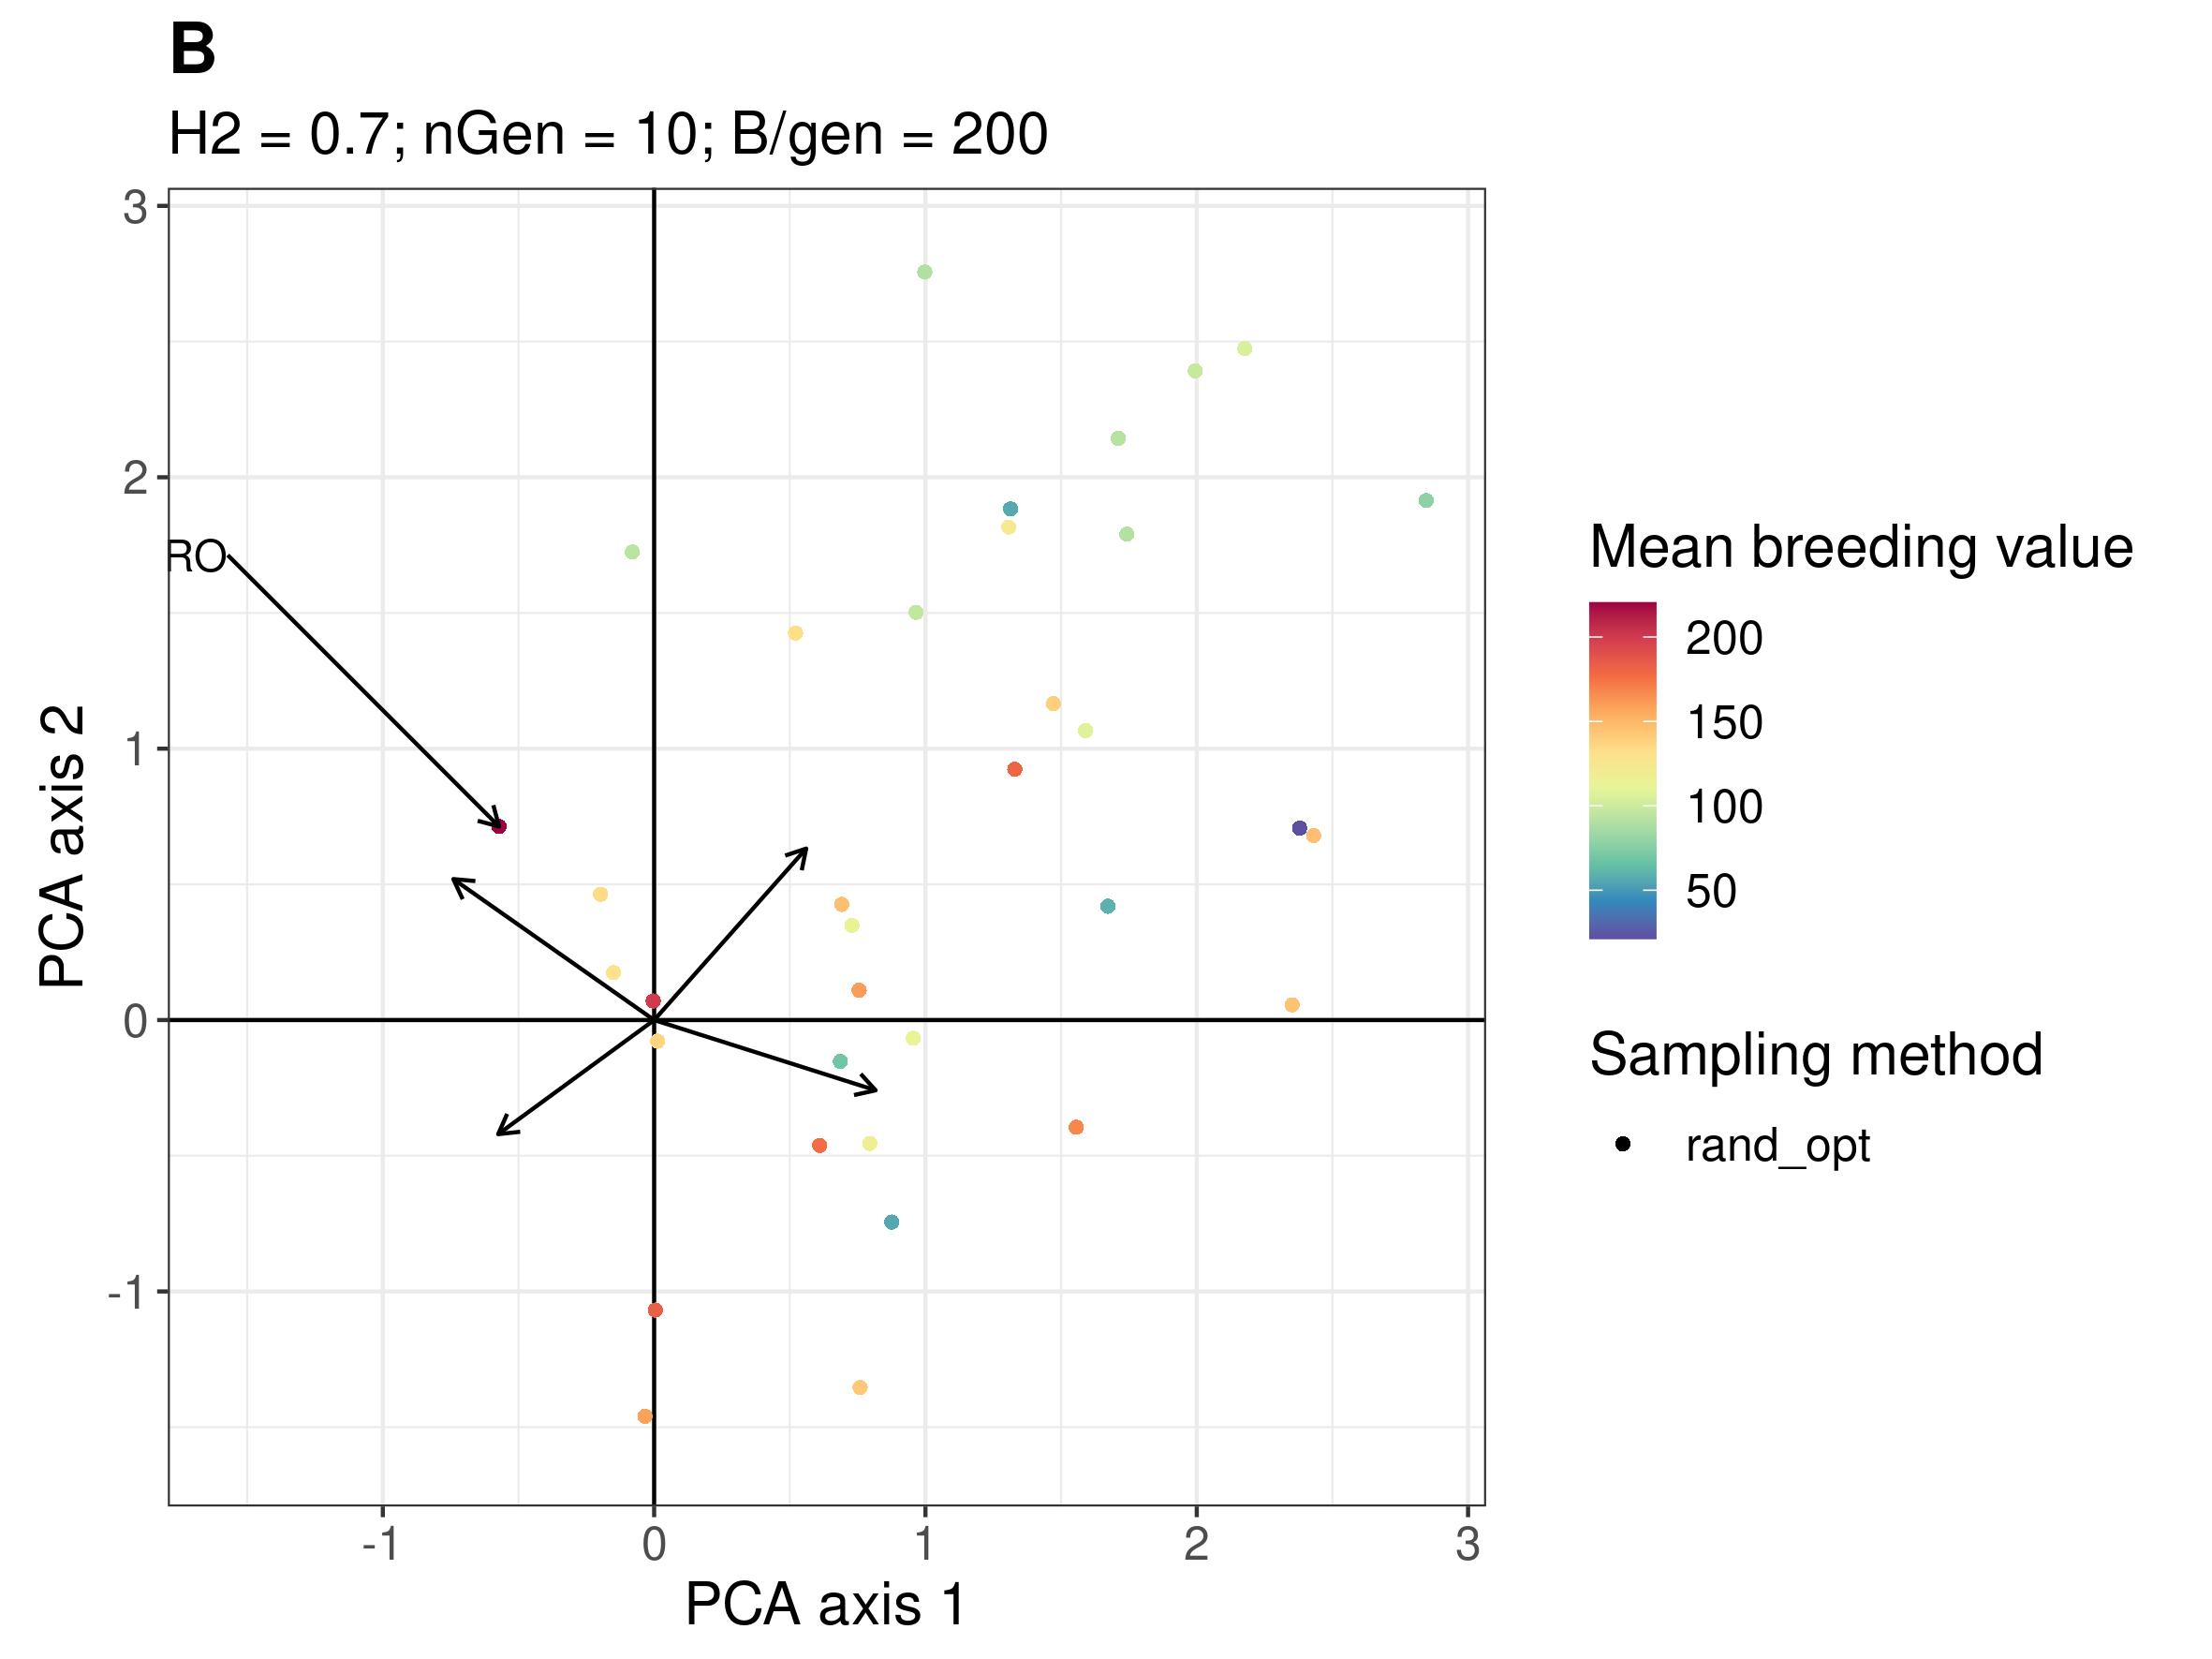 B
H2 = 0.7; nGen = 10; B/gen = 200
3
2
1
0
-1
PCA axis 2
RO
-1 0 1 2 3
PCA axis 1
Mean breeding value
200
150
100
50
Sampling method
rand_opt